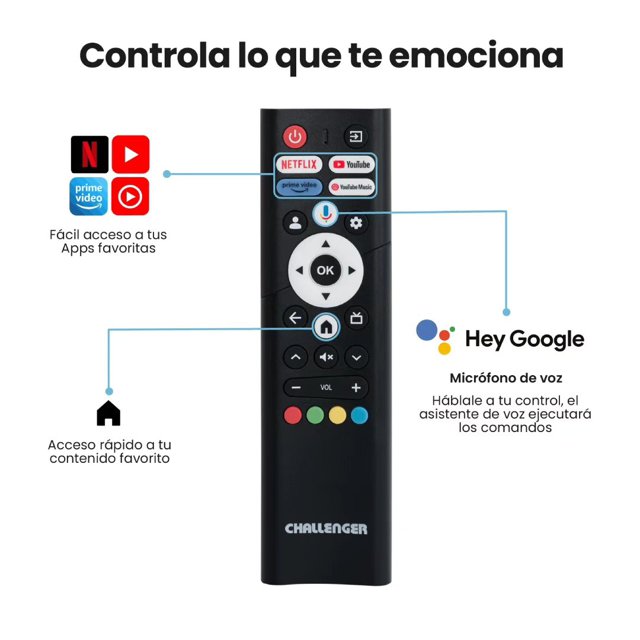 Controla lo que te emociona
N
prime video
Fácil acceso a tus
Apps favoritas
NETFLIX
YouTube
prime video
YouTube Music
OK
VOL
Hey Google
Micrófono de voz
Háblale a tu control, el
asistente de voz ejecutará
los comandos
Acceso rápido a tu
contenido favorito
CHALLENGER